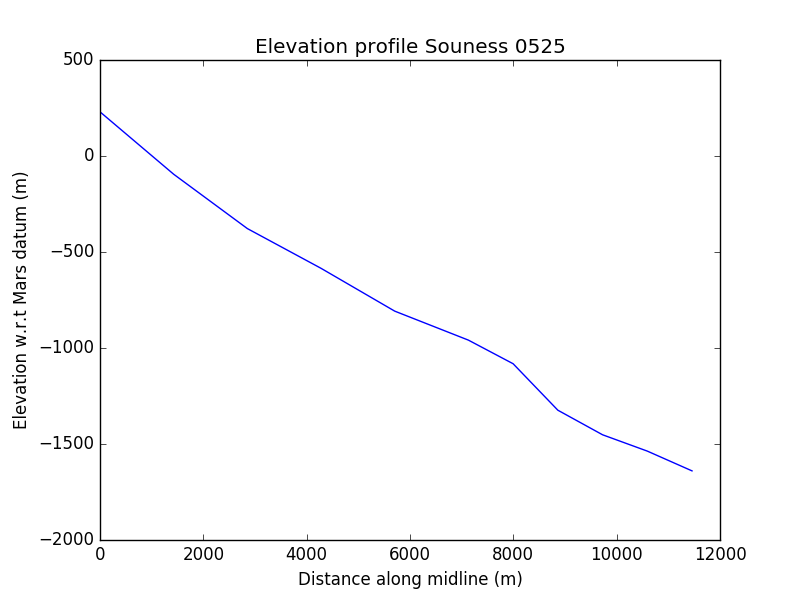 Elevation profile Souness 0525
500
0
−500
−1000
−1500
−2000
Elevation w.r.t Mars datum (m)
0 2000 4000 6000 8000 10000 12000
Distance along midline (m)